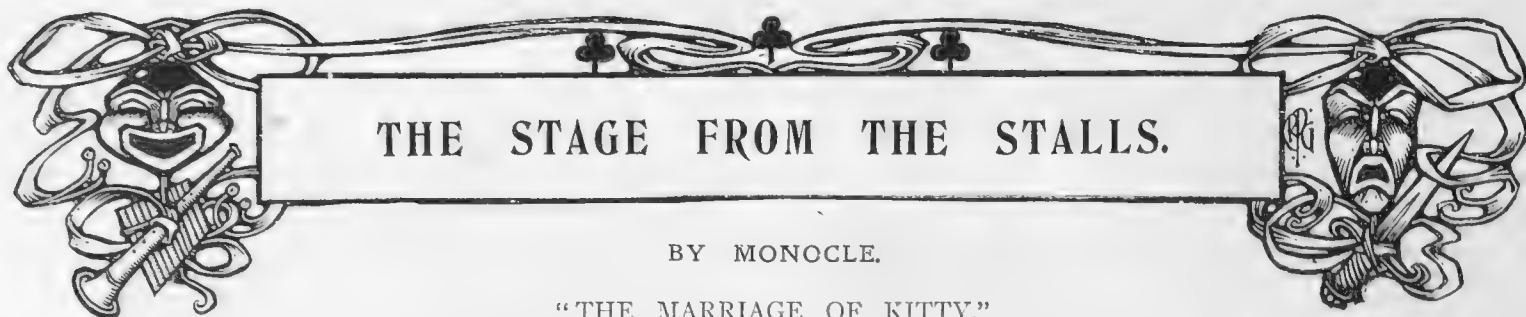 THE STAGE FROM THE STALLS.
BY MONOCLE.
"THE MARRIAGE OF KITTY."